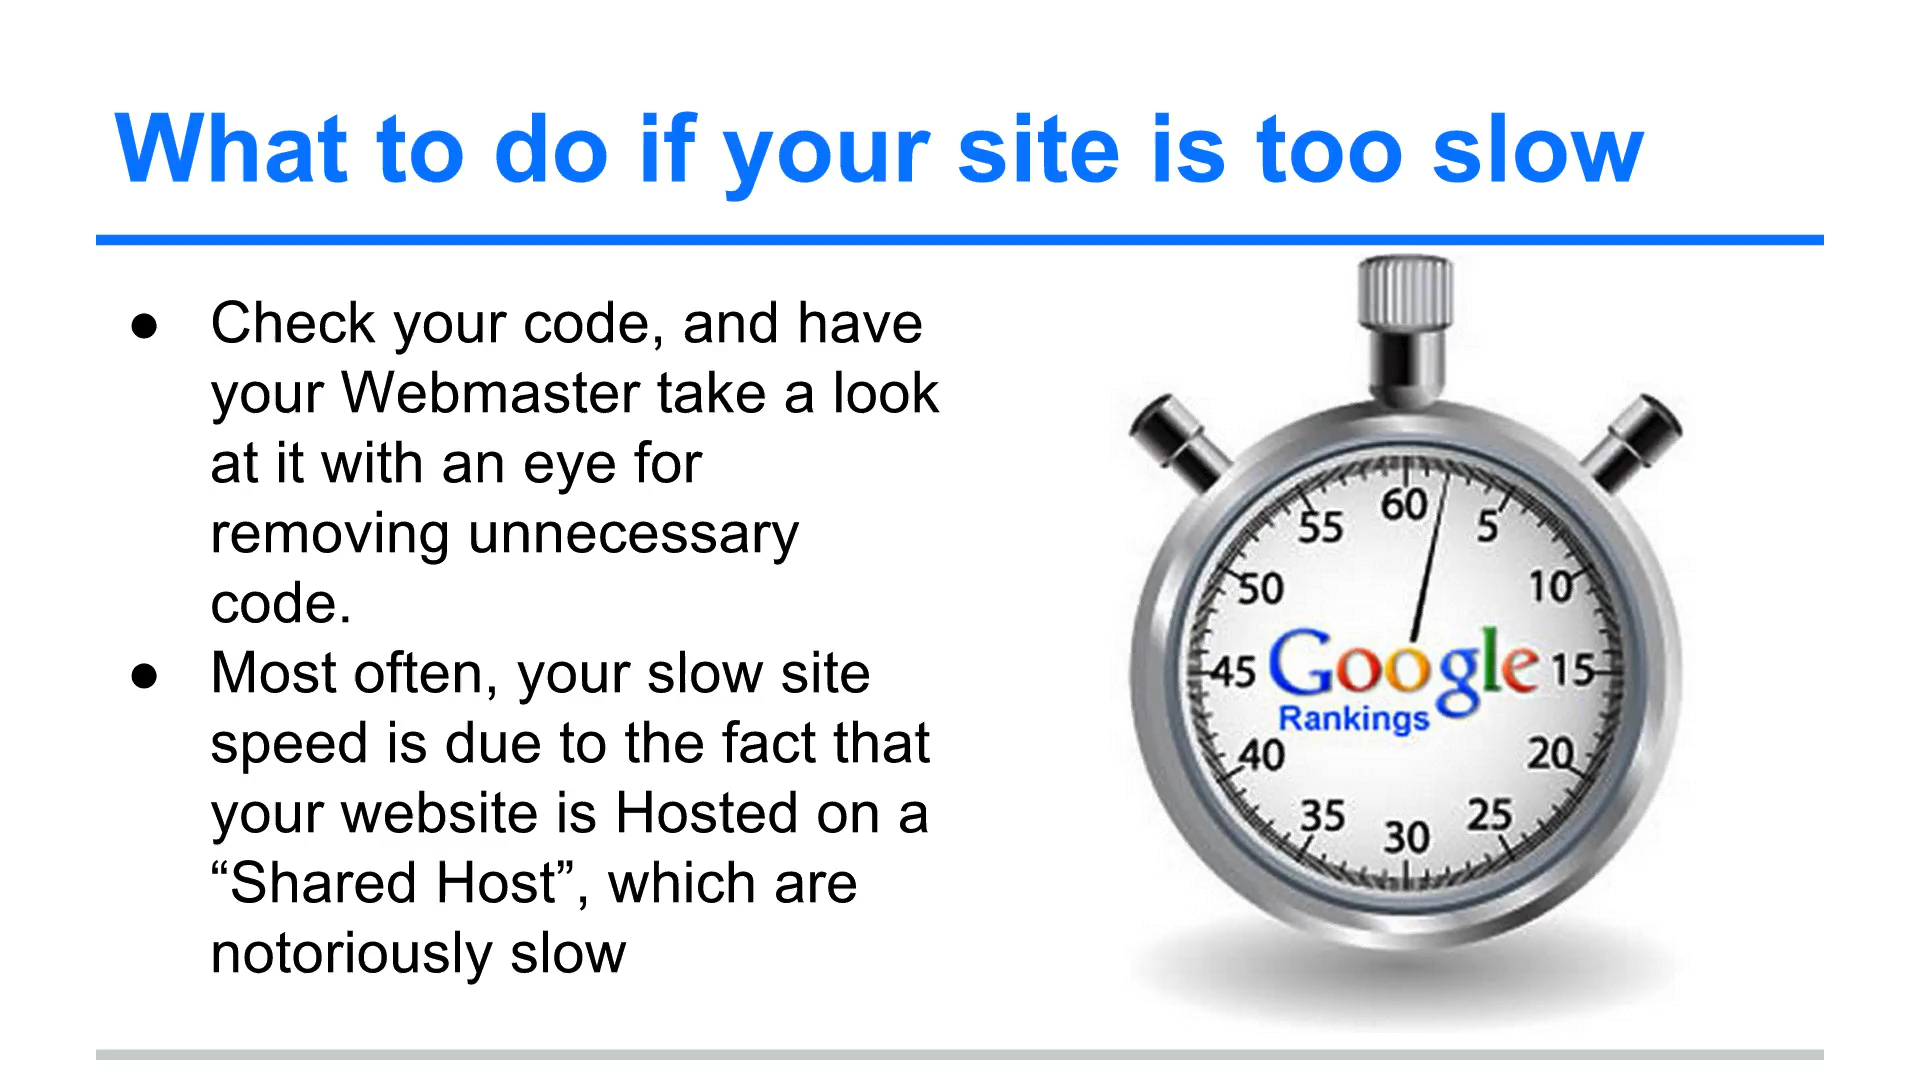 What to do if your site is too slow
● Check your code, and have
your Webmaster take a look
at it with an eye for
removing unnecessary
code.
● Most often, your slow site
speed is due to the fact that
your website is Hosted on a
“Shared Host”, which are
notoriously slow
60
55
5
50
10
45
Google
15
Rankings
40
20
35
25
30